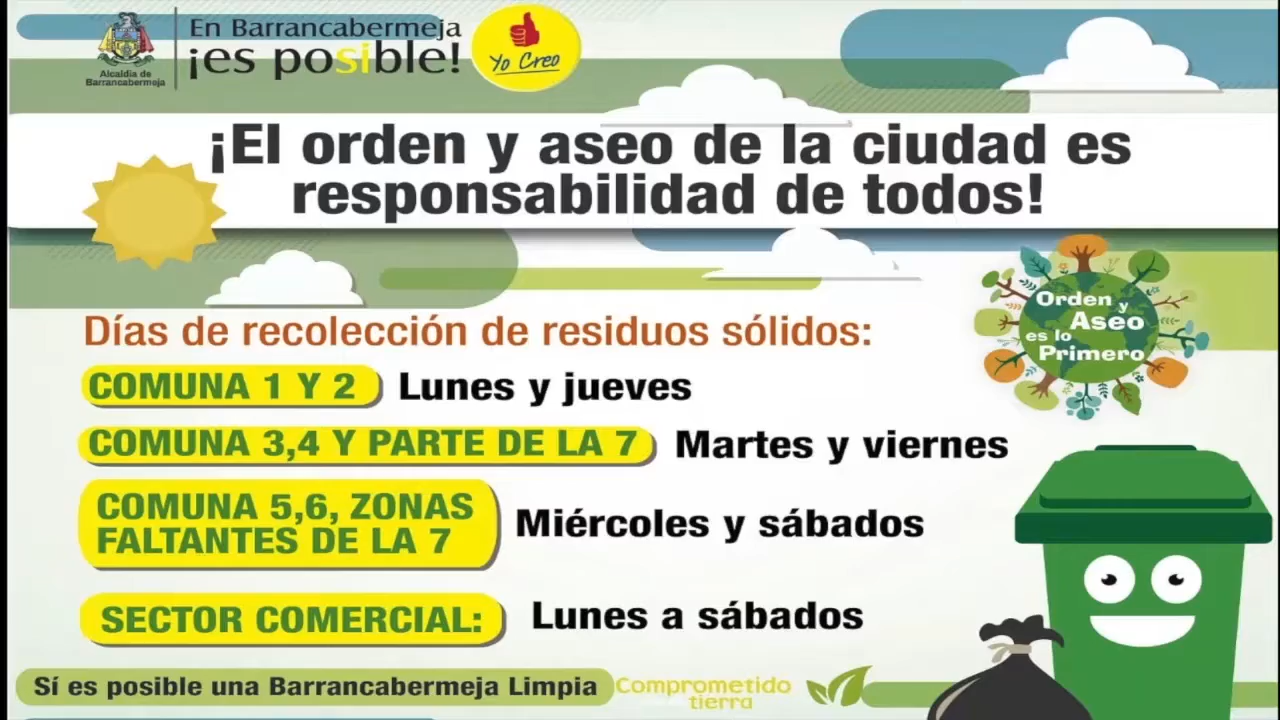 Alcaldía de
Barrancabermeja
En Barrancabermeja
¡es posible!
Yo Creo
¡El orden y aseo de la ciudad es
responsabilidad de todos!
Orden y
Aseo
es lo
Primero
Días de recolección de residuos sólidos:
COMUNA 1 Y 2 Lunes y jueves
COMUNA 3,4 Y PARTE DE LA 7 Martes y viernes
COMUNA 5,6, ZONAS
FALTANTES DE LA 7 Miércoles y sábados
SECTOR COMERCIAL: Lunes a sábados
Sí es posible una Barrancabermeja Limpia
Comprometido
tierra